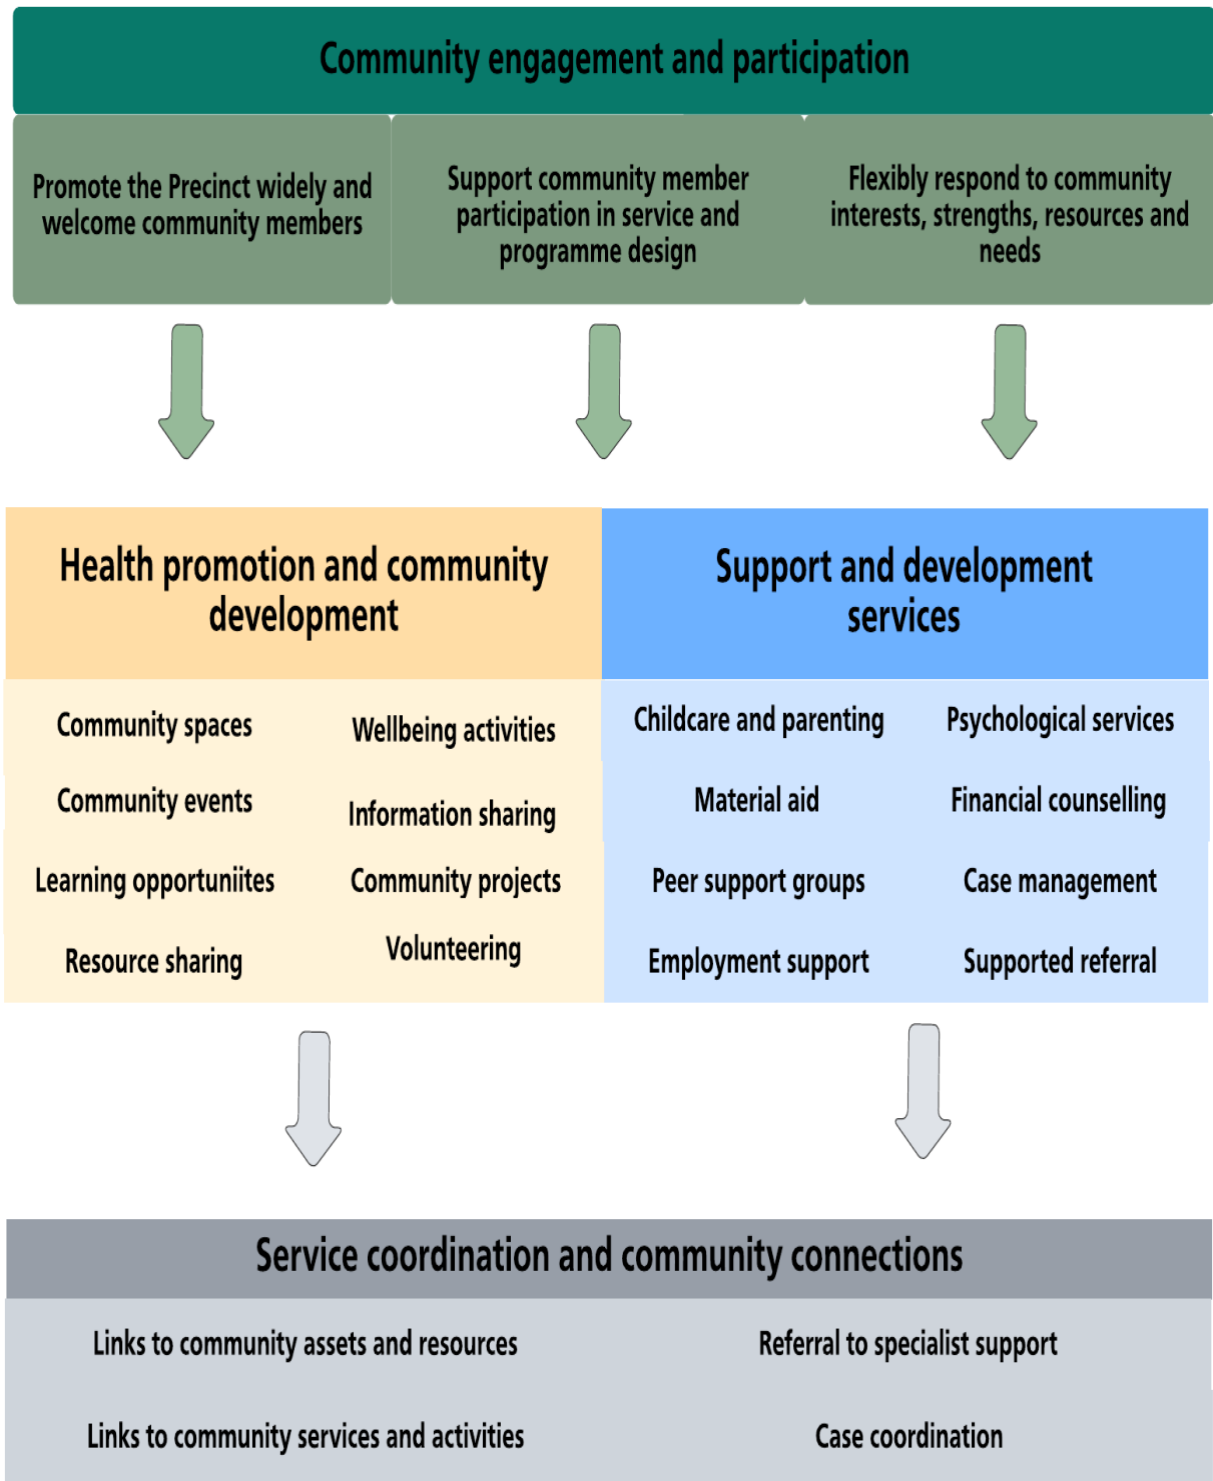 Community engagement and participation
Promote the Precinct widely and
welcome community members
Support community member
participation in service and
programme design
Flexibly respond to community
interests, strengths, resources and
needs
Health promotion and community
development
Support and development
services
Community spaces
Wellbeing activities
Community events
Information sharing
Learning opportuniites
Community projects
Resource sharing
Volunteering
Childcare and parenting
Psychological services
Material aid
Financial counselling
Peer support groups
Case management
Employment support
Supported referral
Service coordination and community connections
Links to community assets and resources
Referral to specialist support
Links to community services and activities
Case coordination